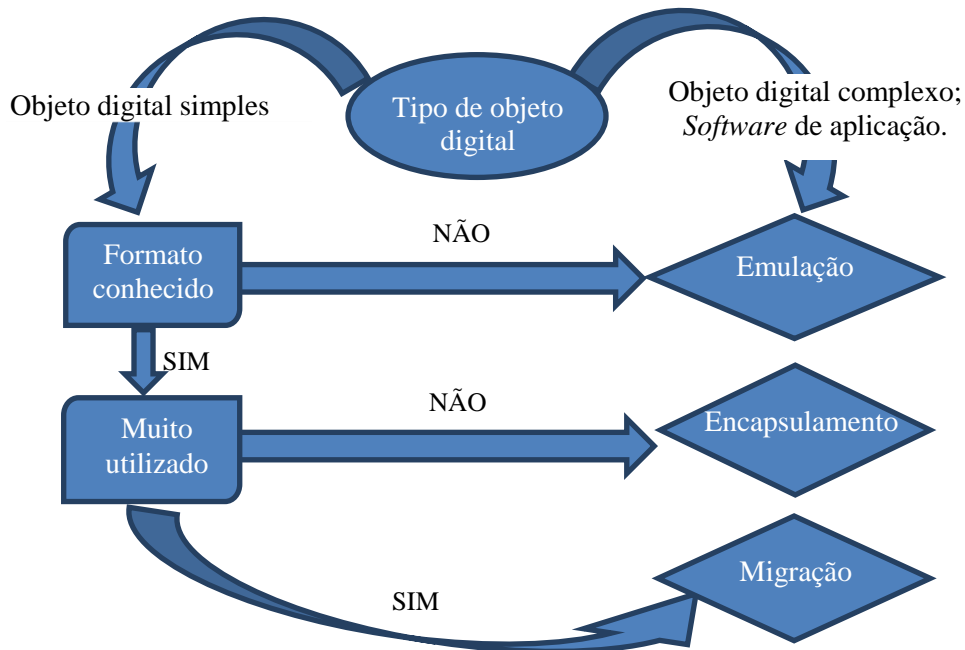 Tipo de objeto
digital
Objeto digital simples
Objeto digital complexo;
Software de aplicação.
Formato
conhecido
NÃO
Emulação
SIM
Muito
utilizado
NÃO
Encapsulamento
SIM
Migração